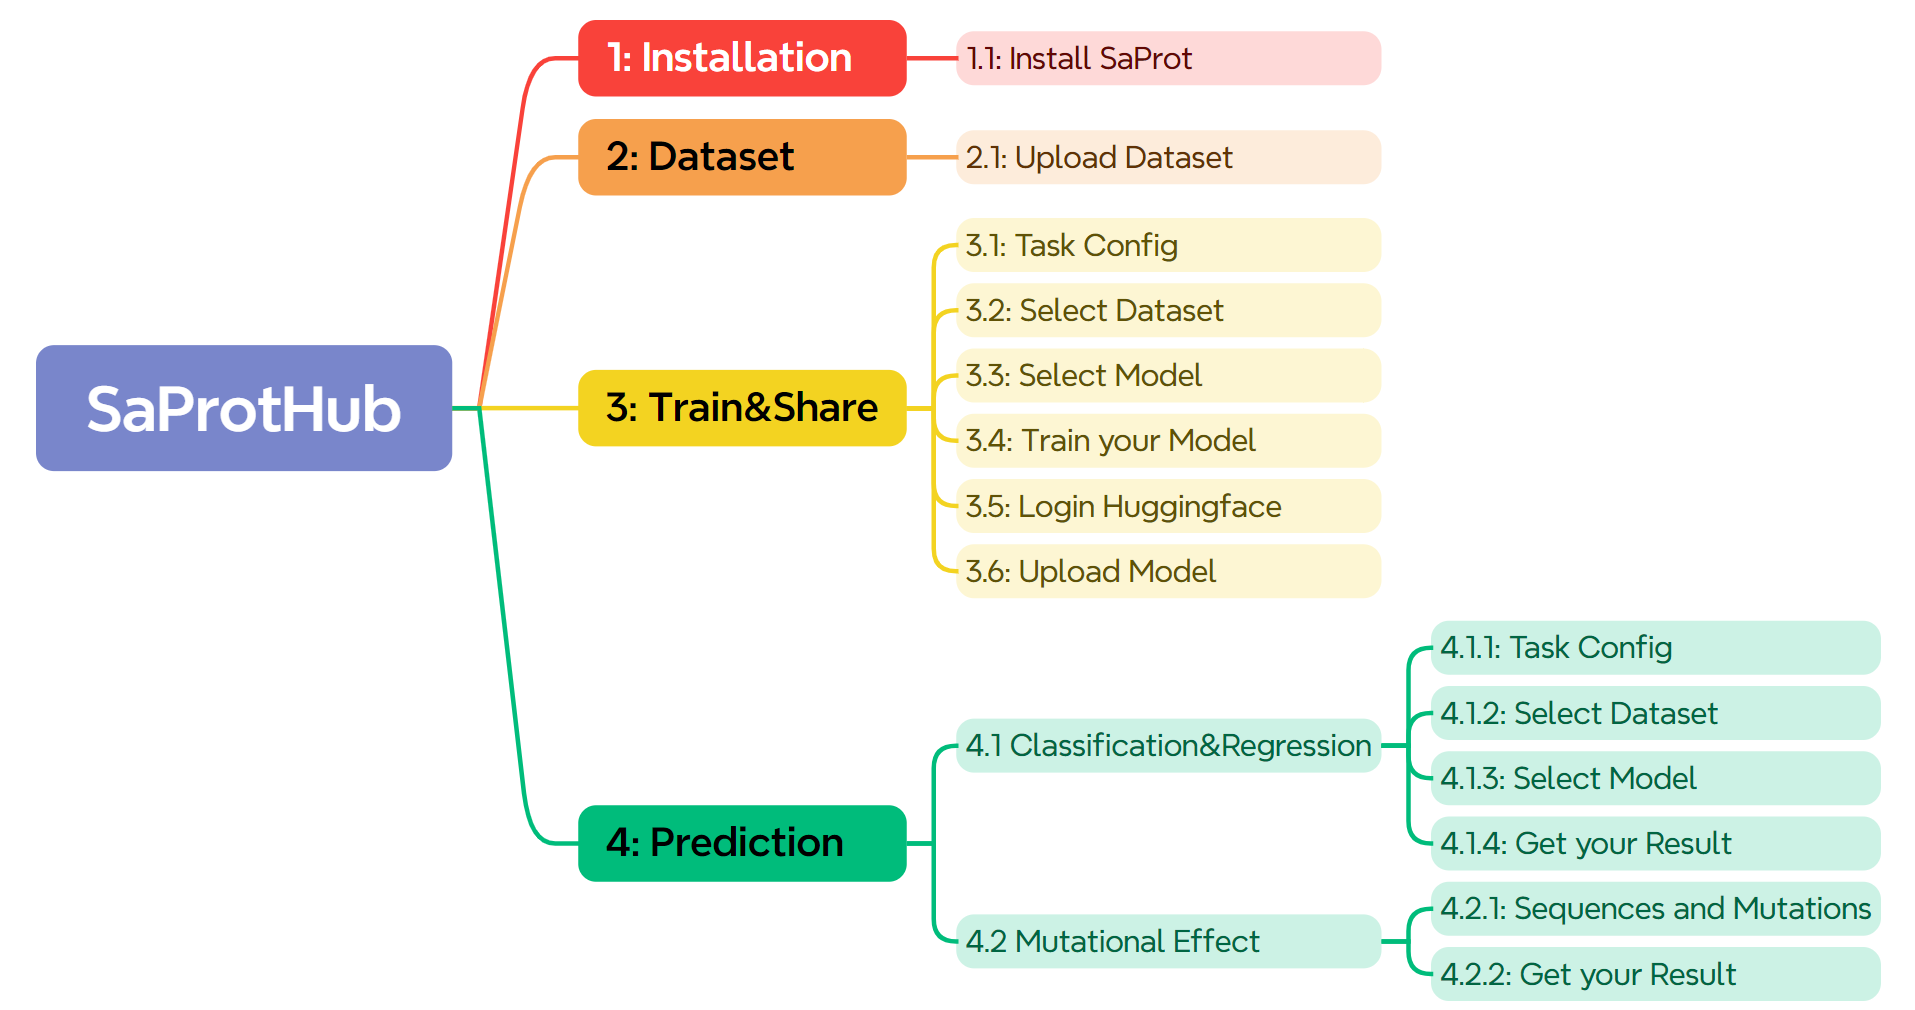 SaProtHub
1: Installation
1.1: Install SaProt
2: Dataset
2.1: Upload Dataset
3: Train&Share
3.1: Task Config
3.2: Select Dataset
3.3: Select Model
3.4: Train your Model
3.5: Login Huggingface
3.6: Upload Model
4: Prediction
4.1 Classification&Regression
4.1.1: Task Config
4.1.2: Select Dataset
4.1.3: Select Model
4.1.4: Get your Result
4.2 Mutational Effect
4.2.1: Sequences and Mutations
4.2.2: Get your Result